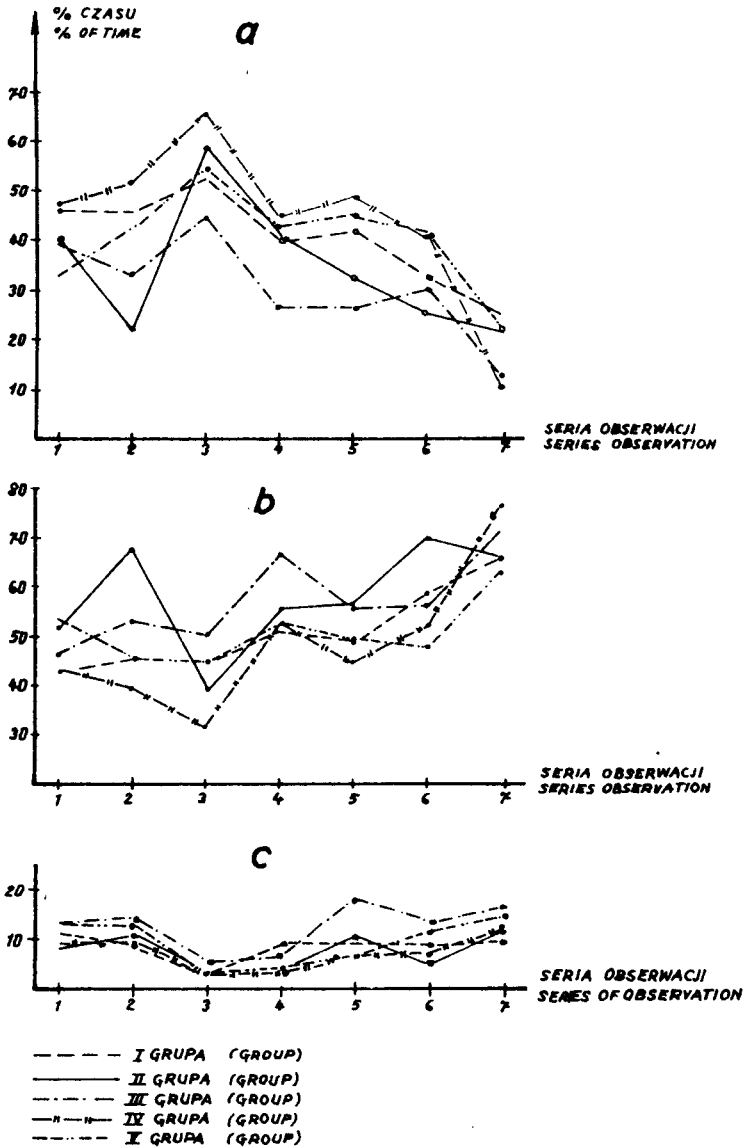 % CZASU
% OF TIME
a
70
60
50
40
30
20
10
1 2 3 4 5 6 7
SERIA OBSERWACJI
SERIES OBSERVATION
b
80
70
60
50
40
30
1 2 3 4 5 6 7
SERIA OBSERWACJI
SERIES OBSERVATION
c
20
10
1 2 3 4 5 6 7
SERIA OBSERWACJI
SERIES OF OBSERVATION
I GRUPA (GROUP)
II GRUPA (GROUP)
III GRUPA (GROUP)
IV GRUPA (GROUP)
V GRUPA (GROUP)